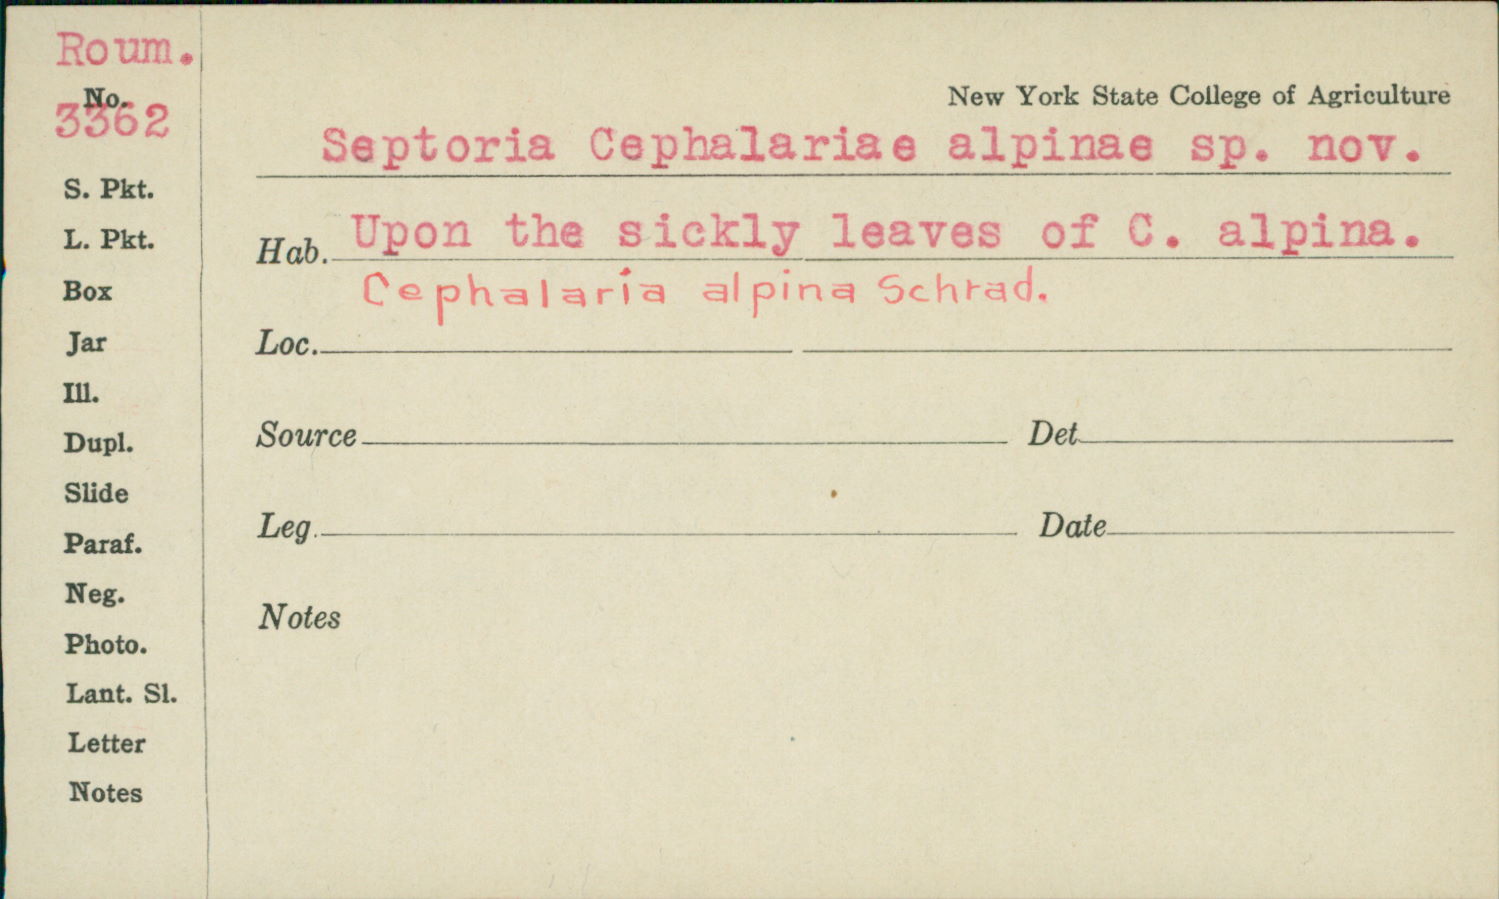 Roum.
No.
3362
S. Pkt.
L. Pkt.
Box
Jar
Ill.
Dupl.
Slide
Paraf.
Neg.
Photo.
Lant. Sl.
Letter
Notes
New York State College of Agriculture
Septoria Cephalariae alpinae sp. nov.
Hab. Upon the sickly leaves of C. alpina.
Cephalaria alpina Schrad.
Loc.
Source Det
Leg. Date
Notes